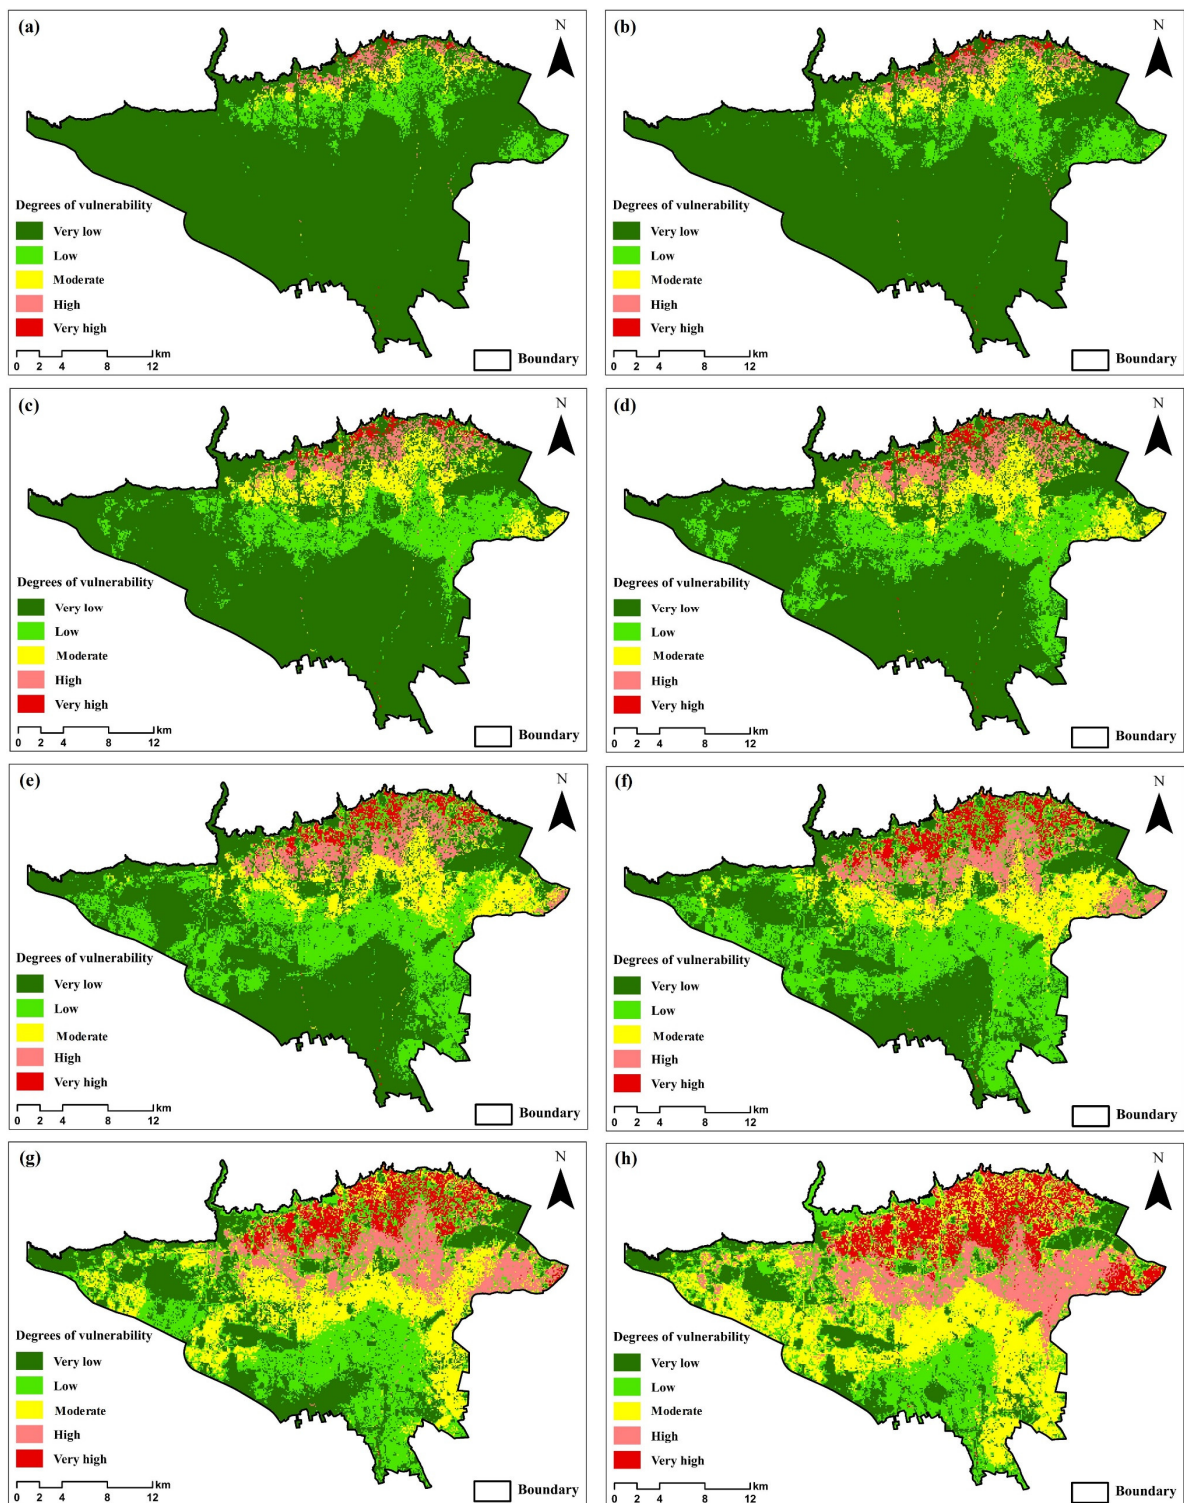 (a)
N
Degrees of vulnerability
Very low
Low
Moderate
High
Very high
km
0 2 4 8 12
Boundary
(b)
N
Degrees of vulnerability
Very low
Low
Moderate
High
Very high
km
0 2 4 8 12
Boundary
(c)
N
Degrees of vulnerability
Very low
Low
Moderate
High
Very high
km
0 2 4 8 12
Boundary
(d)
N
Degrees of vulnerability
Very low
Low
Moderate
High
Very high
km
0 2 4 8 12
Boundary
(e)
N
Degrees of vulnerability
Very low
Low
Moderate
High
Very high
km
0 2 4 8 12
Boundary
(f)
N
Degrees of vulnerability
Very low
Low
Moderate
High
Very high
km
0 2 4 8 12
Boundary
(g)
N
Degrees of vulnerability
Very low
Low
Moderate
High
Very high
km
0 2 4 8 12
Boundary
(h)
N
Degrees of vulnerability
Very low
Low
Moderate
High
Very high
km
0 2 4 8 12
Boundary